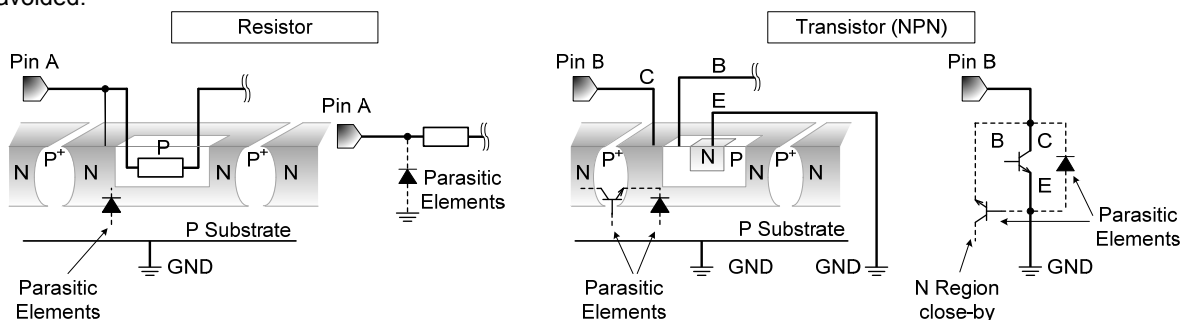 avoided.
Resistor
Transistor (NPN)
Pin A
Pin A
N
P+
N
P
N
P+
N
Parasitic
Elements
P Substrate
GND
Parasitic
Elements
Pin B
C
B
E
N
P+
N
N
P
N
P+
N
P Substrate
GND
GND
Parasitic
Elements
Pin B
B
C
E
Parasitic
Elements
GND
N Region
close-by